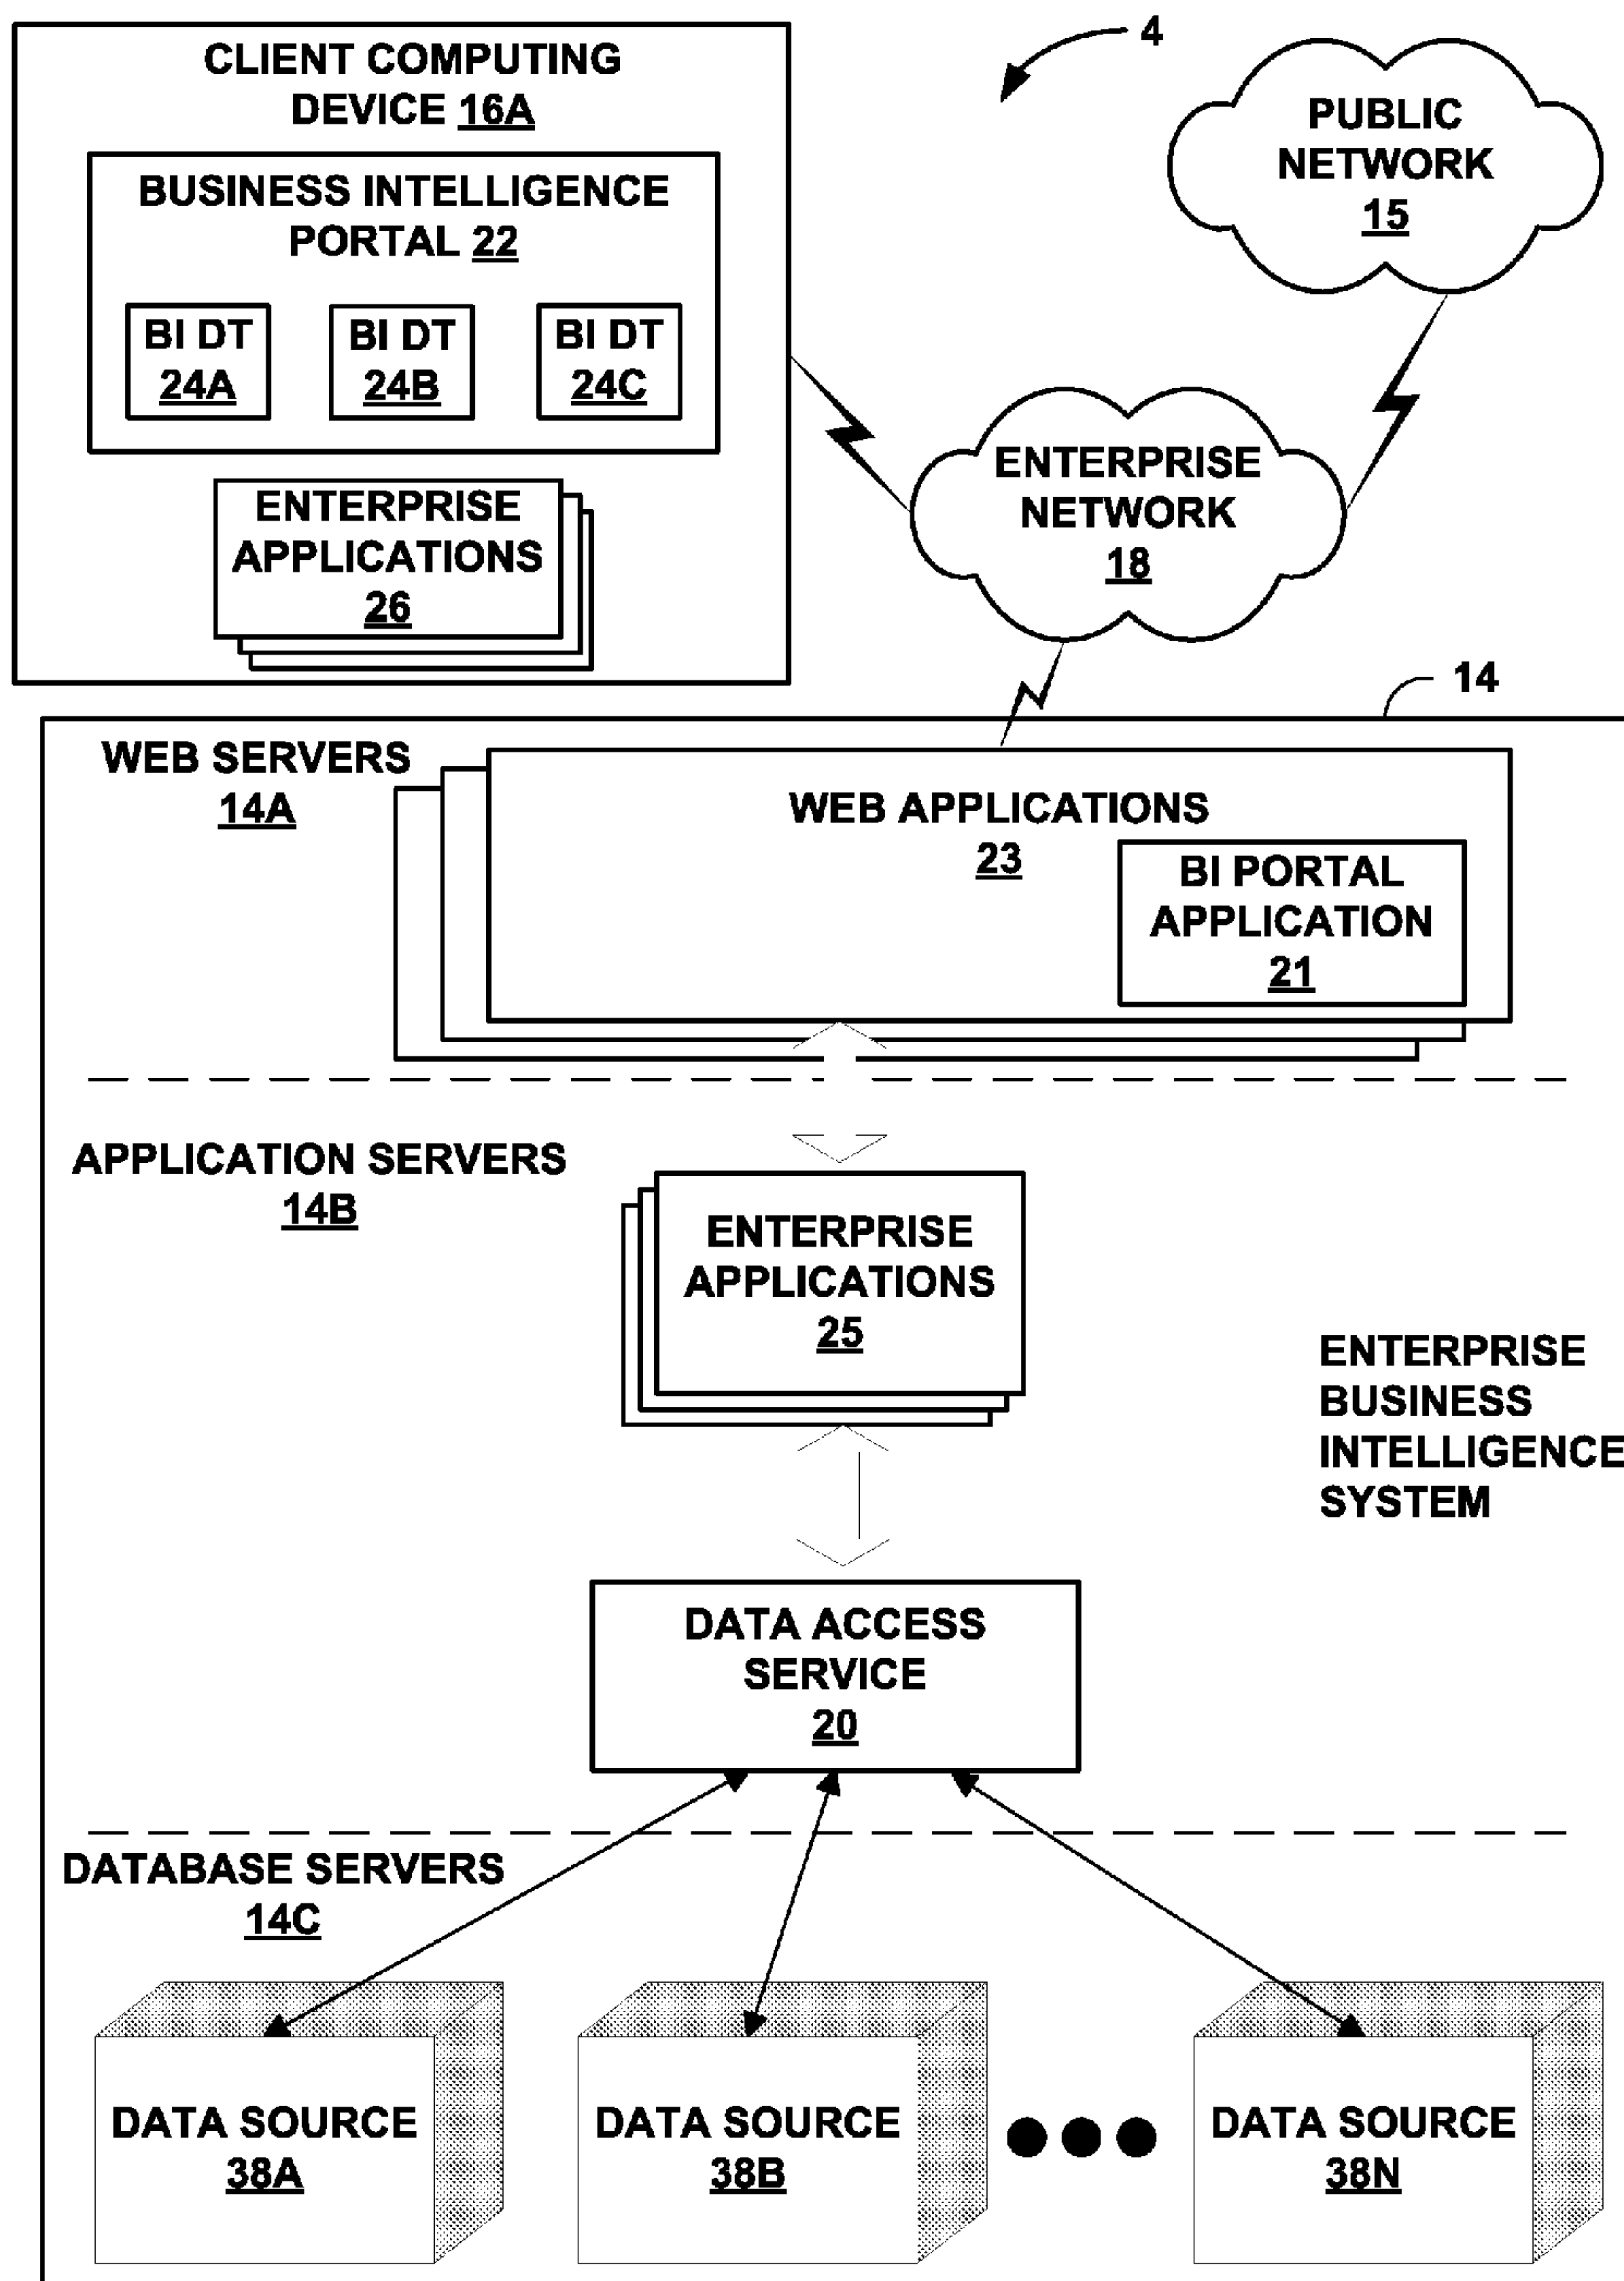 CLIENT COMPUTING
DEVICE 16A
BUSINESS INTELLIGENCE
PORTAL 22
BI DT
24A
BI DT
24B
BI DT
24C
ENTERPRISE
APPLICATIONS
26
4
PUBLIC
NETWORK
15
ENTERPRISE
NETWORK
18
14
WEB SERVERS
14A
WEB APPLICATIONS
23
BI PORTAL
APPLICATION
21
APPLICATION SERVERS
14B
ENTERPRISE
APPLICATIONS
25
ENTERPRISE
BUSINESS
INTELLIGENCE
SYSTEM
DATA ACCESS
SERVICE
20
DATABASE SERVERS
14C
DATA SOURCE
38A
DATA SOURCE
38B
DATA SOURCE
38N